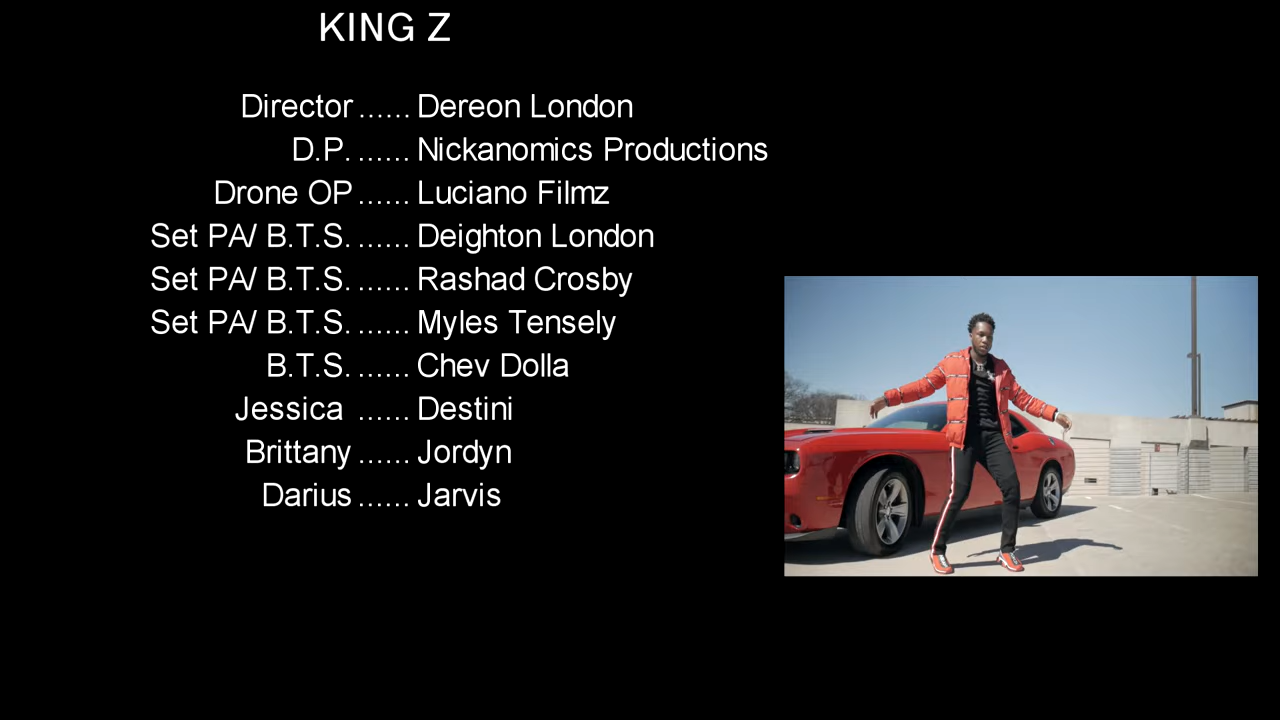 KING Z
Director ...... Dereon London
D.P. ...... Nickanomics Productions
Drone OP ...... Luciano Filmz
Set PA/ B.T.S. ...... Deighton London
Set PA/ B.T.S. ...... Rashad Crosby
Set PA/ B.T.S. ...... Myles Tensely
B.T.S. ...... Chev Dolla
Jessica ...... Destini
Brittany ...... Jordyn
Darius ...... Jarvis